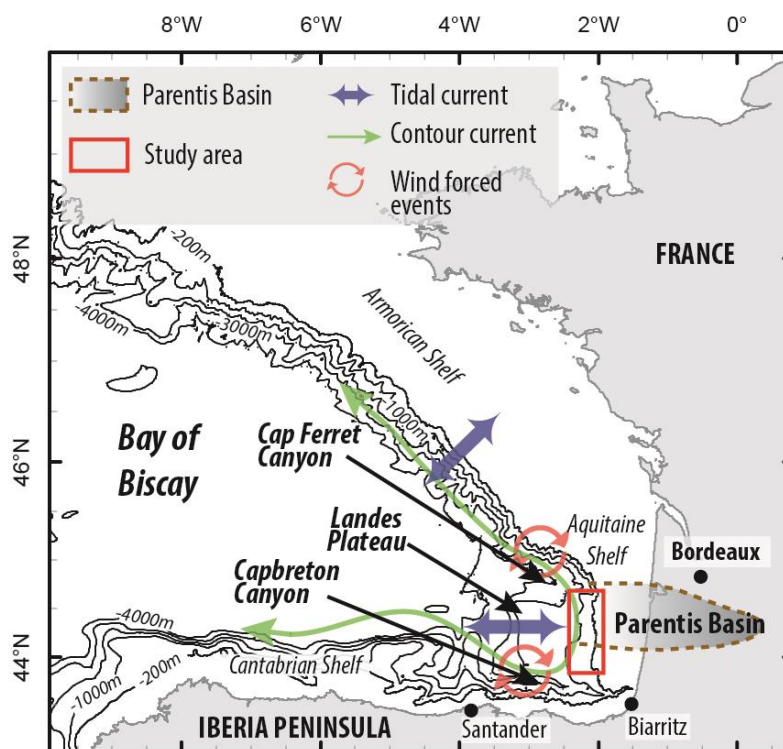 8°W 6°W 4°W 2°W 0°
Parentis Basin
Study area
Tidal current
Contour current
Wind forced
events
48°N
46°N
44°N
-200m
-3000m
-4000m
-1000m
Armorican Shelf
FRANCE
Bay of
Biscay
Cap Ferret
Canyon
Landes
Plateau
Capbreton
Canyon
Aquitaine
Shelf
Bordeaux
Parentis Basin
-4000m
-1000m
-200m
Cantabrian Shelf
IBERIA PENINSULA
Santander
Biarritz